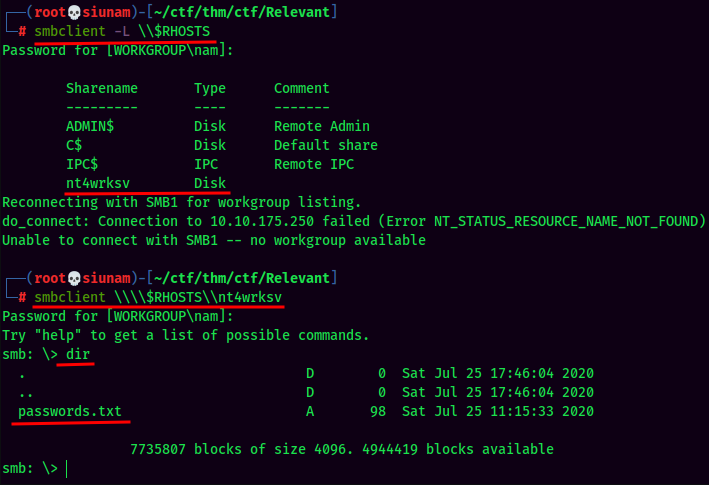 ┌──(root💀siunam)-[~/ctf/thm/ctf/Relevant]
└─# smbclient -L \\$RHOSTS
Password for [WORKGROUP\nam]:
Sharename Type Comment
--------- ---- -------
ADMIN$ Disk Remote Admin
C$ Disk Default share
IPC$ IPC Remote IPC
nt4wrksv Disk
Reconnecting with SMB1 for workgroup listing.
do_connect: Connection to 10.10.175.250 failed (Error NT_STATUS_RESOURCE_NAME_NOT_FOUND)
Unable to connect with SMB1 -- no workgroup available
┌──(root💀siunam)-[~/ctf/thm/ctf/Relevant]
└─# smbclient \\\\$RHOSTS\\nt4wrksv
Password for [WORKGROUP\nam]:
Try "help" to get a list of possible commands.
smb: \> dir
. D 0 Sat Jul 25 17:46:04 2020
.. D 0 Sat Jul 25 17:46:04 2020
passwords.txt A 98 Sat Jul 25 11:15:33 2020
7735807 blocks of size 4096. 4944419 blocks available
smb: \>